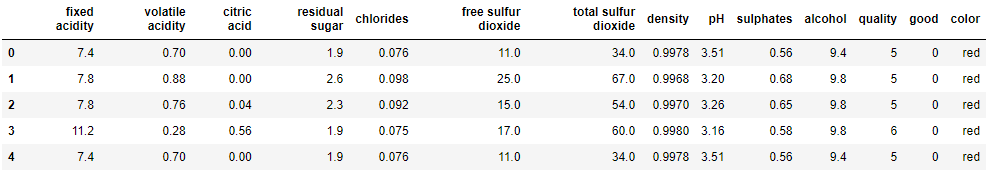 fixed acidity volatile acidity citric acid residual sugar chlorides free sulfur dioxide total sulfur dioxide density pH sulphates alcohol quality good color
0 7.4 0.70 0.00 1.9 0.076 11.0 34.0 0.9978 3.51 0.56 9.4 5 0 red
1 7.8 0.88 0.00 2.6 0.098 25.0 67.0 0.9968 3.20 0.68 9.8 5 0 red
2 7.8 0.76 0.04 2.3 0.092 15.0 54.0 0.9970 3.26 0.65 9.8 5 0 red
3 11.2 0.28 0.56 1.9 0.075 17.0 60.0 0.9980 3.16 0.58 9.8 6 0 red
4 7.4 0.70 0.00 1.9 0.076 11.0 34.0 0.9978 3.51 0.56 9.4 5 0 red